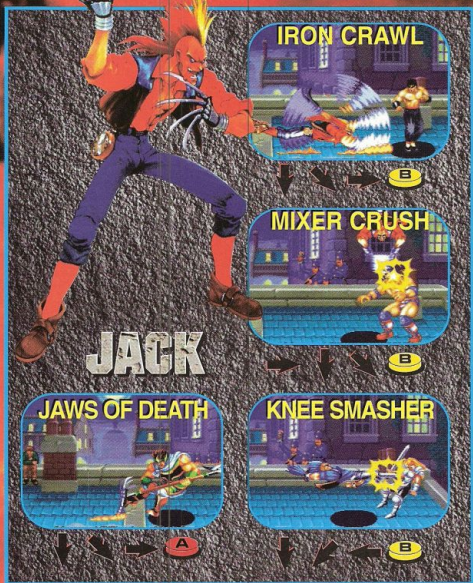 IRON CRAWL
B
MIXER CRUSH
B
JACK
JAWS OF DEATH
A
KNEE SMASHER
B